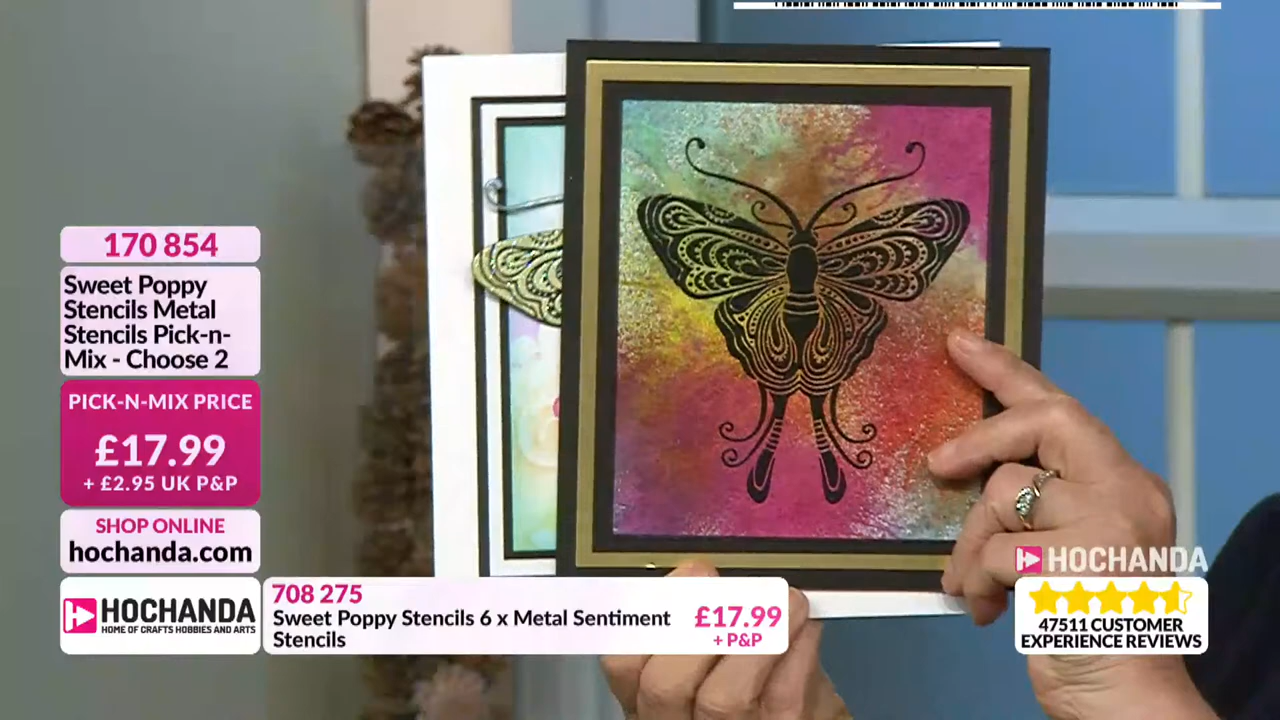 170 854
Sweet Poppy
Stencils Metal
Stencils Pick-n-
Mix - Choose 2
PICK-N-MIX PRICE
£17.99
+ £2.95 UK P&P
SHOP ONLINE
hochanda.com
HOCHANDA
HOME OF CRAFTS HOBBIES AND ARTS
708 275
Sweet Poppy Stencils 6 x Metal Sentiment
Stencils
£17.99
+ P&P
HOCHANDA
47511 CUSTOMER
EXPERIENCE REVIEWS